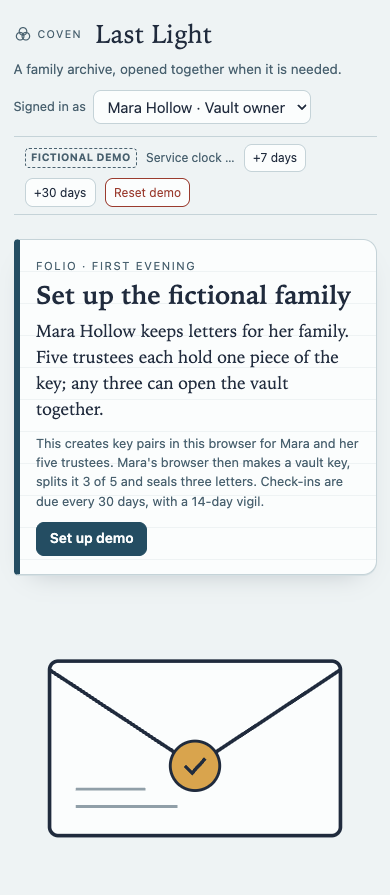 COVEN Last Light
A family archive, opened together when it is needed.
Signed in as Mara Hollow · Vault owner
FICTIONAL DEMO Service clock ... +7 days
+30 days Reset demo
FOLIO · FIRST EVENING
Set up the fictional family
Mara Hollow keeps letters for her family.
Five trustees each hold one piece of the
key; any three can open the vault
together.
This creates key pairs in this browser for Mara and her
five trustees. Mara's browser then makes a vault key,
splits it 3 of 5 and seals three letters. Check-ins are
due every 30 days, with a 14-day vigil.
Set up demo